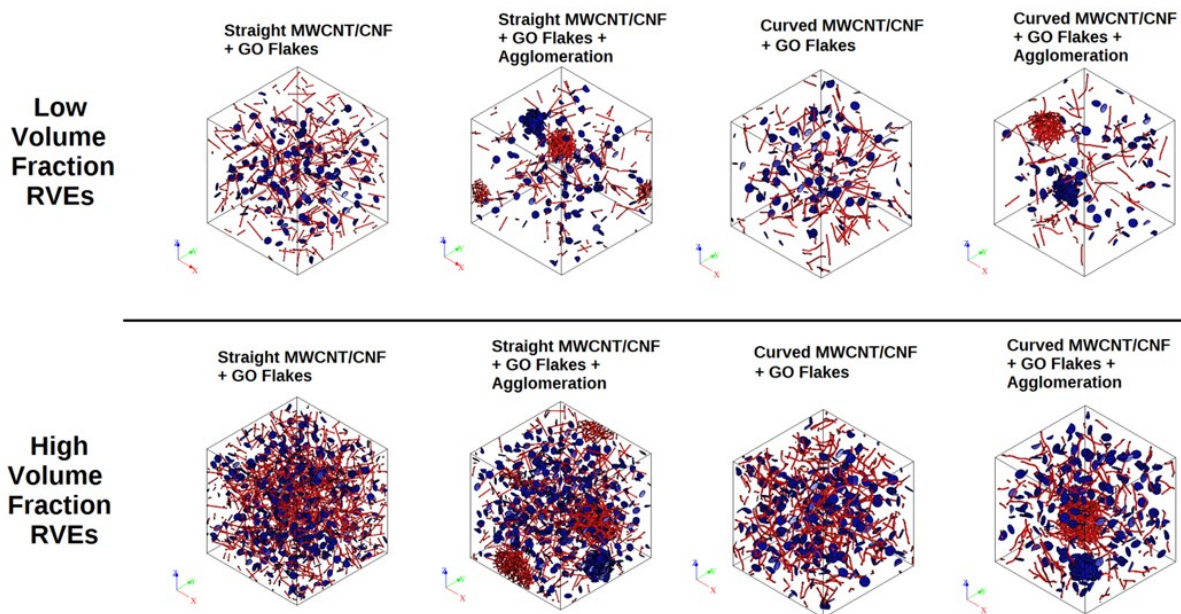 Straight MWCNT/CNF
+ GO Flakes
Straight MWCNT/CNF
+ GO Flakes +
Agglomeration
Curved MWCNT/CNF
+ GO Flakes
Curved MWCNT/CNF
+ GO Flakes +
Agglomeration
Low
Volume
Fraction
RVEs
Z
Y
X
Z
Y
X
Z
Y
X
Z
Y
X
Straight MWCNT/CNF
+ GO Flakes
Straight MWCNT/CNF
+ GO Flakes +
Agglomeration
Curved MWCNT/CNF
+ GO Flakes
Curved MWCNT/CNF
+ GO Flakes +
Agglomeration
High
Volume
Fraction
RVEs
Z
Y
X
Z
Y
X
Z
Y
X
Z
Y
X